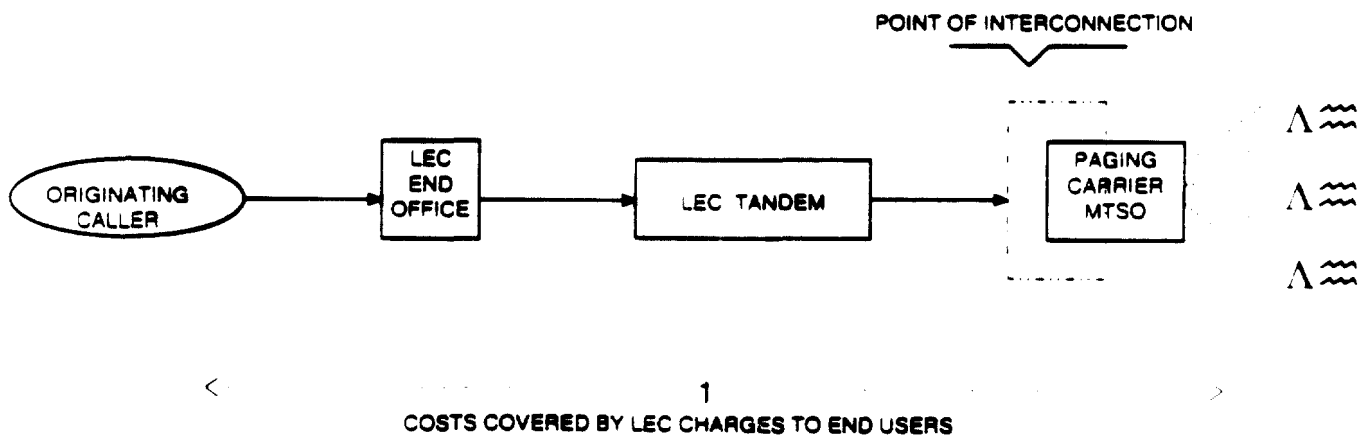 POINT OF INTERCONNECTION
ORIGINATING
CALLER
LEC
END
OFFICE
LEC TANDEM
PAGING
CARRIER
MTSO
1
COSTS COVERED BY LEC CHARGES TO END USERS